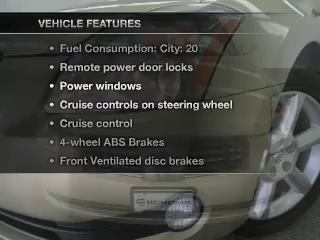 VEHICLE FEATURES
• Fuel Consumption: City: 20
• Remote power door locks
• Power windows
• Cruise controls on steering wheel
• Cruise control
• 4-wheel ABS Brakes
• Front Ventilated disc brakes
SCHOMP